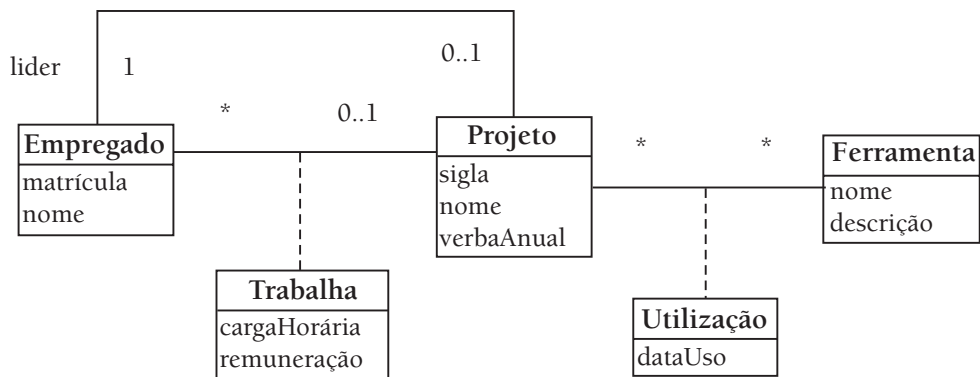 lider
1
0..1
*
0..1
Empregado
matrícula
nome
Projeto
sigla
nome
verbaAnual
*
*
Ferramenta
nome
descrição
Trabalha
cargaHorária
remuneração
Utilização
dataUso